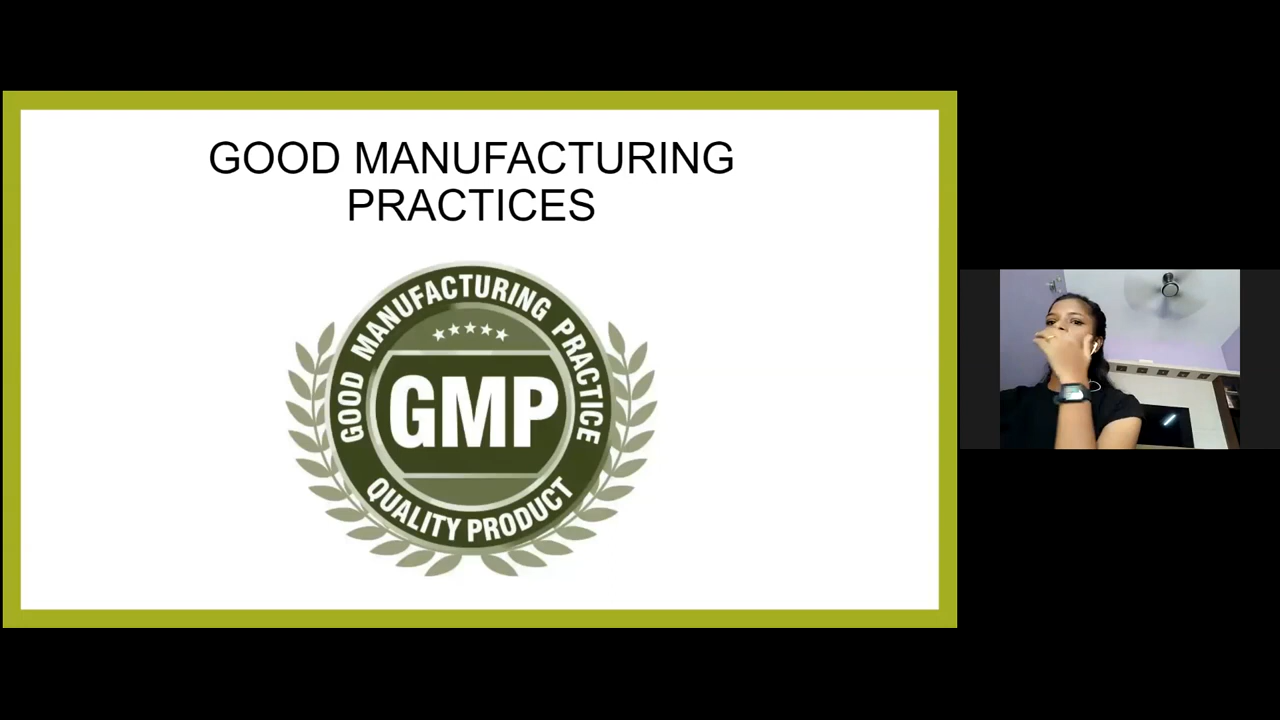 GOOD MANUFACTURING
PRACTICES
GOOD MANUFACTURING PRACTICE
GMP
QUALITY PRODUCT